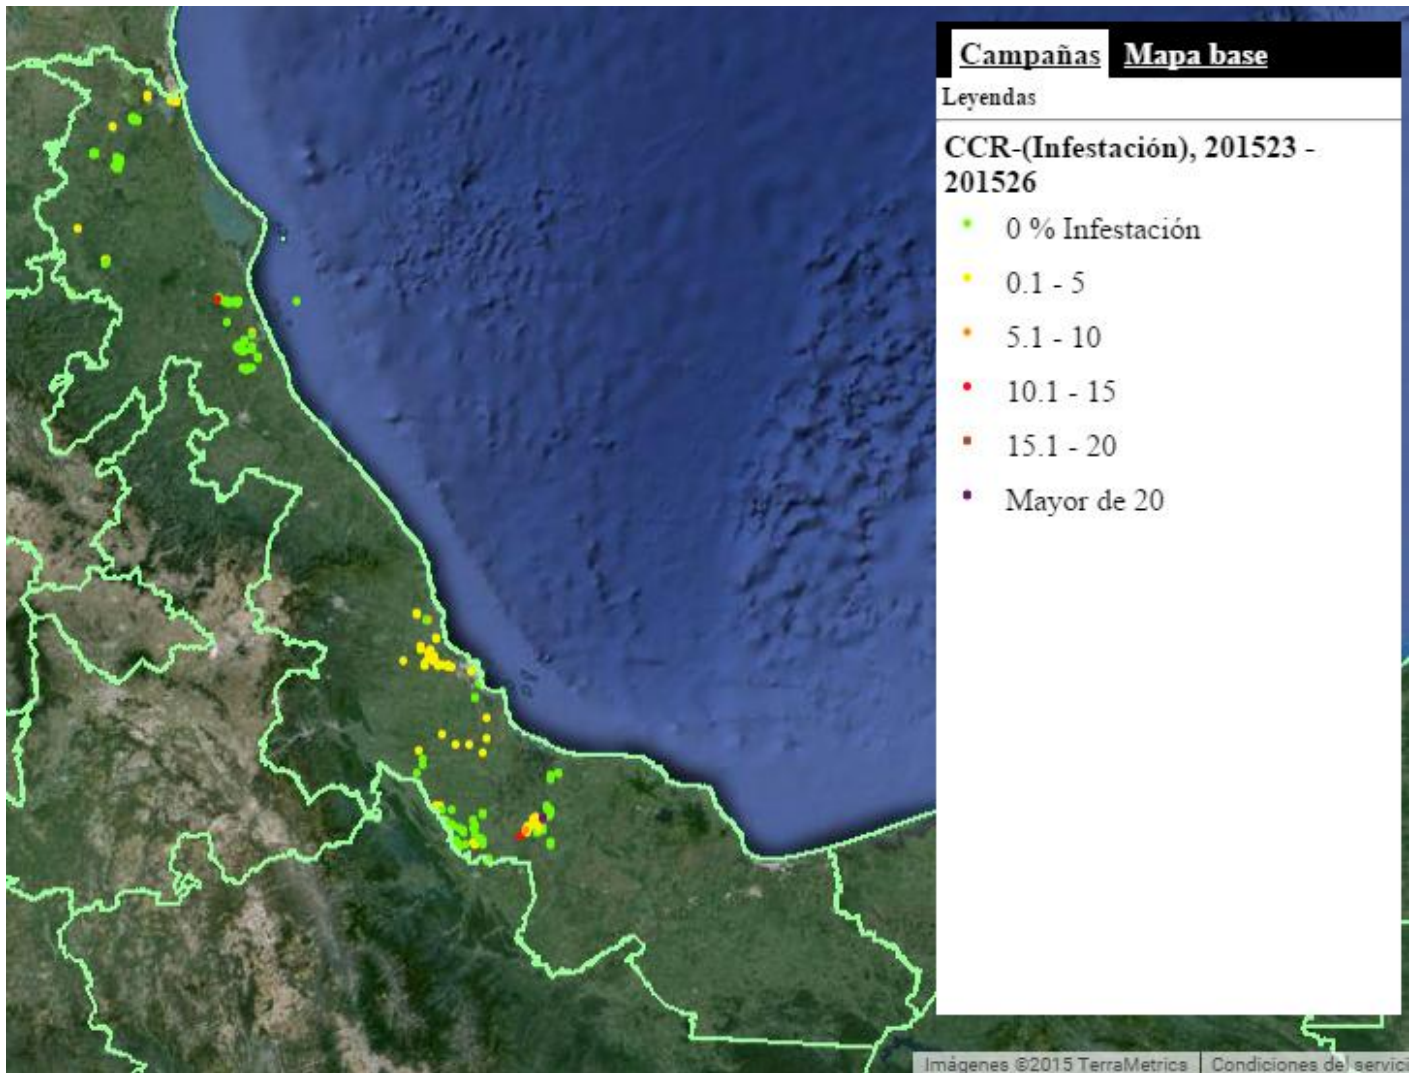 Campañas Mapa base
Leyendas
CCR-(Infestación), 201523 -
201526
0 % Infestación
0.1 - 5
5.1 - 10
10.1 - 15
15.1 - 20
Mayor de 20
Imágenes ©2015 TerraMetrics Condiciones del servici